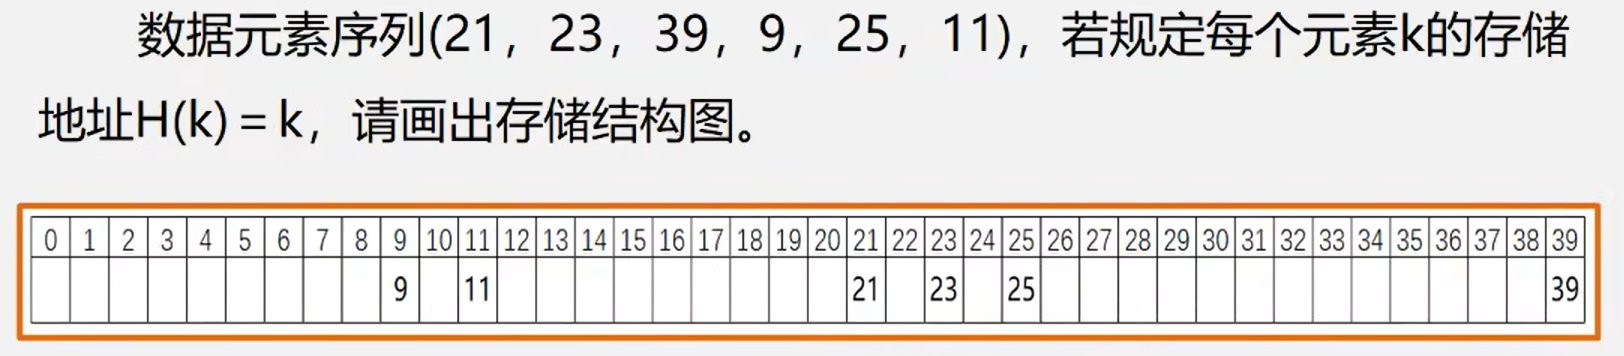 数据元素序列(21，23，39，9，25，11)，若规定每个元素k的存储
地址H(k)＝k，请画出存储结构图。
0 1 2 3 4 5 6 7 8 9 10 11 12 13 14 15 16 17 18 19 20 21 22 23 24 25 26 27 28 29 30 31 32 33 34 35 36 37 38 39
9 11 21 23 25 39